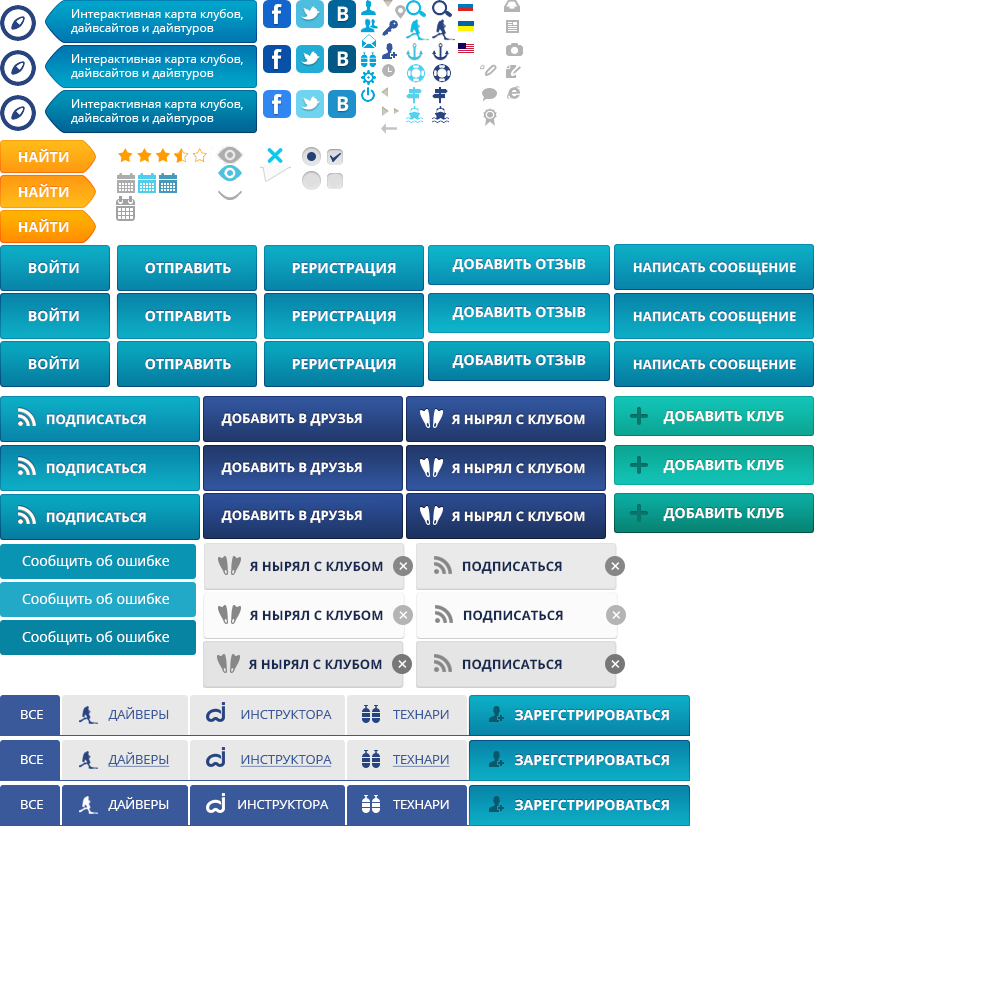 Интерактивная карта клубов,
дайвсайтов и дайвтуров
Интерактивная карта клубов,
дайвсайтов и дайвтуров
Интерактивная карта клубов,
дайвсайтов и дайвтуров
f
B
f
B
f
B
НАЙТИ
НАЙТИ
НАЙТИ
ВОЙТИ ОТПРАВИТЬ РЕРИСТРАЦИЯ ДОБАВИТЬ ОТЗЫВ НАПИСАТЬ СООБЩЕНИЕ
ВОЙТИ ОТПРАВИТЬ РЕРИСТРАЦИЯ ДОБАВИТЬ ОТЗЫВ НАПИСАТЬ СООБЩЕНИЕ
ВОЙТИ ОТПРАВИТЬ РЕРИСТРАЦИЯ ДОБАВИТЬ ОТЗЫВ НАПИСАТЬ СООБЩЕНИЕ
ПОДПИСАТЬСЯ ДОБАВИТЬ В ДРУЗЬЯ Я НЫРЯЛ С КЛУБОМ ДОБАВИТЬ КЛУБ
ПОДПИСАТЬСЯ ДОБАВИТЬ В ДРУЗЬЯ Я НЫРЯЛ С КЛУБОМ ДОБАВИТЬ КЛУБ
ПОДПИСАТЬСЯ ДОБАВИТЬ В ДРУЗЬЯ Я НЫРЯЛ С КЛУБОМ ДОБАВИТЬ КЛУБ
Сообщить об ошибке Я НЫРЯЛ С КЛУБОМ ПОДПИСАТЬСЯ
Сообщить об ошибке Я НЫРЯЛ С КЛУБОМ ПОДПИСАТЬСЯ
Сообщить об ошибке Я НЫРЯЛ С КЛУБОМ ПОДПИСАТЬСЯ
ВСЕ ДАЙВЕРЫ ИНСТРУКТОРА ТЕХНАРИ ЗАРЕГСТРИРОВАТЬСЯ
ВСЕ ДАЙВЕРЫ ИНСТРУКТОРА ТЕХНАРИ ЗАРЕГСТРИРОВАТЬСЯ
ВСЕ ДАЙВЕРЫ ИНСТРУКТОРА ТЕХНАРИ ЗАРЕГСТРИРОВАТЬСЯ